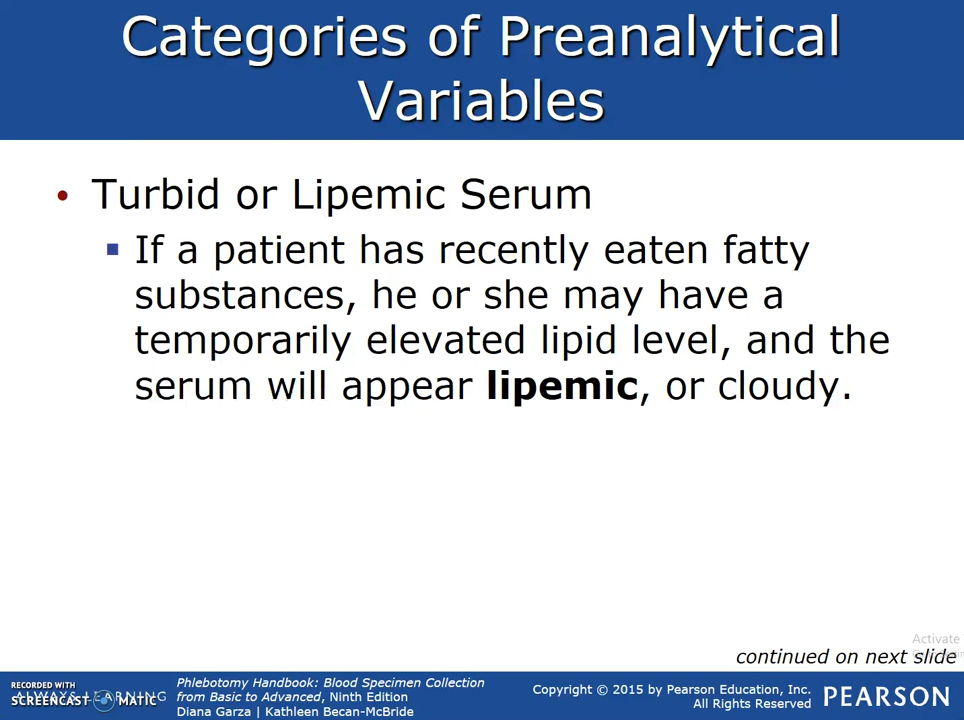 Categories of Preanalytical
Variables
• Turbid or Lipemic Serum
▪ If a patient has recently eaten fatty
substances, he or she may have a
temporarily elevated lipid level, and the
serum will appear lipemic, or cloudy.
Activate
continued on next slide
RECORDED WITH
SCREENCAST MATIC
ALWAYS LEARNING
Phlebotomy Handbook: Blood Specimen Collection
from Basic to Advanced, Ninth Edition
Diana Garza | Kathleen Becan-McBride
Copyright © 2015 by Pearson Education, Inc.
All Rights Reserved
PEARSON